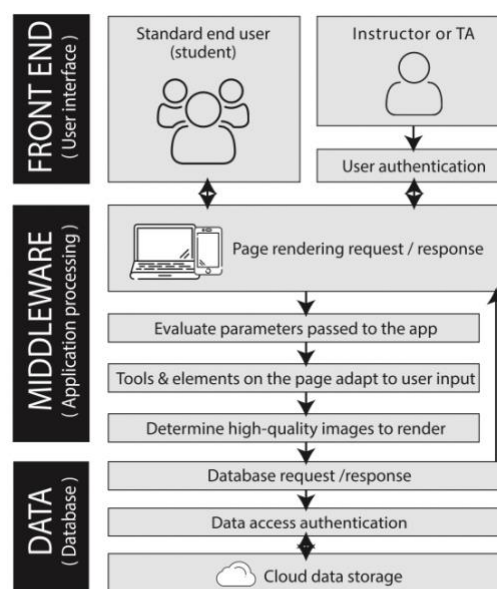 FRONT END
( User interface )
Standard end user
(student)
Instructor or TA
User authentication
MIDDLEWARE
( Application processing )
Page rendering request / response
Evaluate parameters passed to the app
Tools & elements on the page adapt to user input
Determine high-quality images to render
DATA
( Database )
Database request /response
Data access authentication
Cloud data storage